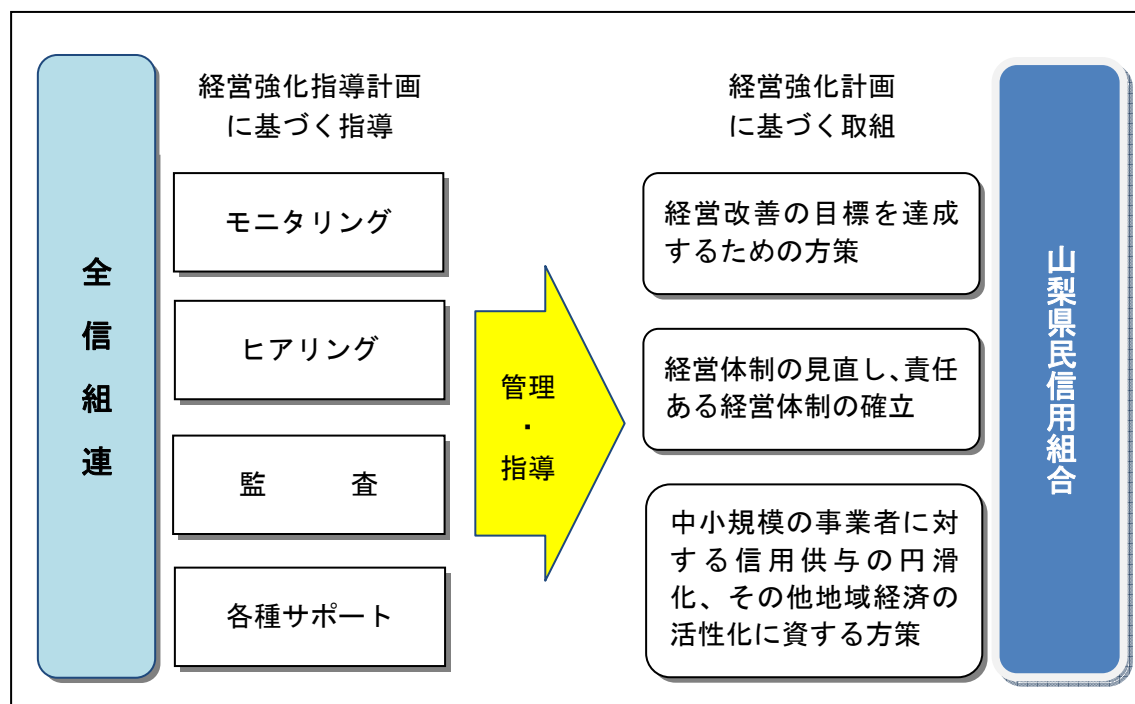 全信組連
経営強化指導計画
に基づく指導
モニタリング
ヒアリング
監　　　査
各種サポート
管理
・
指導
経営強化計画
に基づく取組
経営改善の目標を達成
するための方策
経営体制の見直し、責任
ある経営体制の確立
中小規模の事業者に対
する信用供与の円滑
化、その他地域経済の
活性化に資する方策
山梨県民信用組合